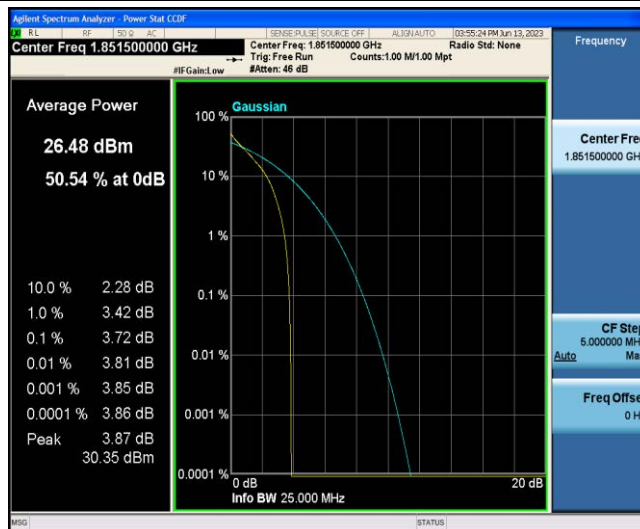 Agilent Spectrum Analyzer - Power Stat CCDF
RL RF 50 Ω AC SENSE:PULSE SOURCE OFF ALIGN AUTO 03:55:24 PM Jun 13, 2023
Center Freq 1.851500000 GHz
Center Freq: 1.851500000 GHz Radio Std: None
Trig: Free Run Counts:1.00 M/1.00 Mpt
#IFGain:Low #Atten: 46 dB
Frequency
Average Power
26.48 dBm
50.54 % at 0dB
10.0 % 2.28 dB
1.0 % 3.42 dB
0.1 % 3.72 dB
0.01 % 3.81 dB
0.001 % 3.85 dB
0.0001 % 3.86 dB
Peak 3.87 dB
30.35 dBm
Gaussian
100 %
10 %
1 %
0.1 %
0.01 %
0.001 %
0.0001 %
0 dB 20 dB
Info BW 25.000 MHz
Center Fre
1.851500000 GH
CF Step
5.000000 MH
Auto Ma
Freq Offse
0 H
MSG STATUS